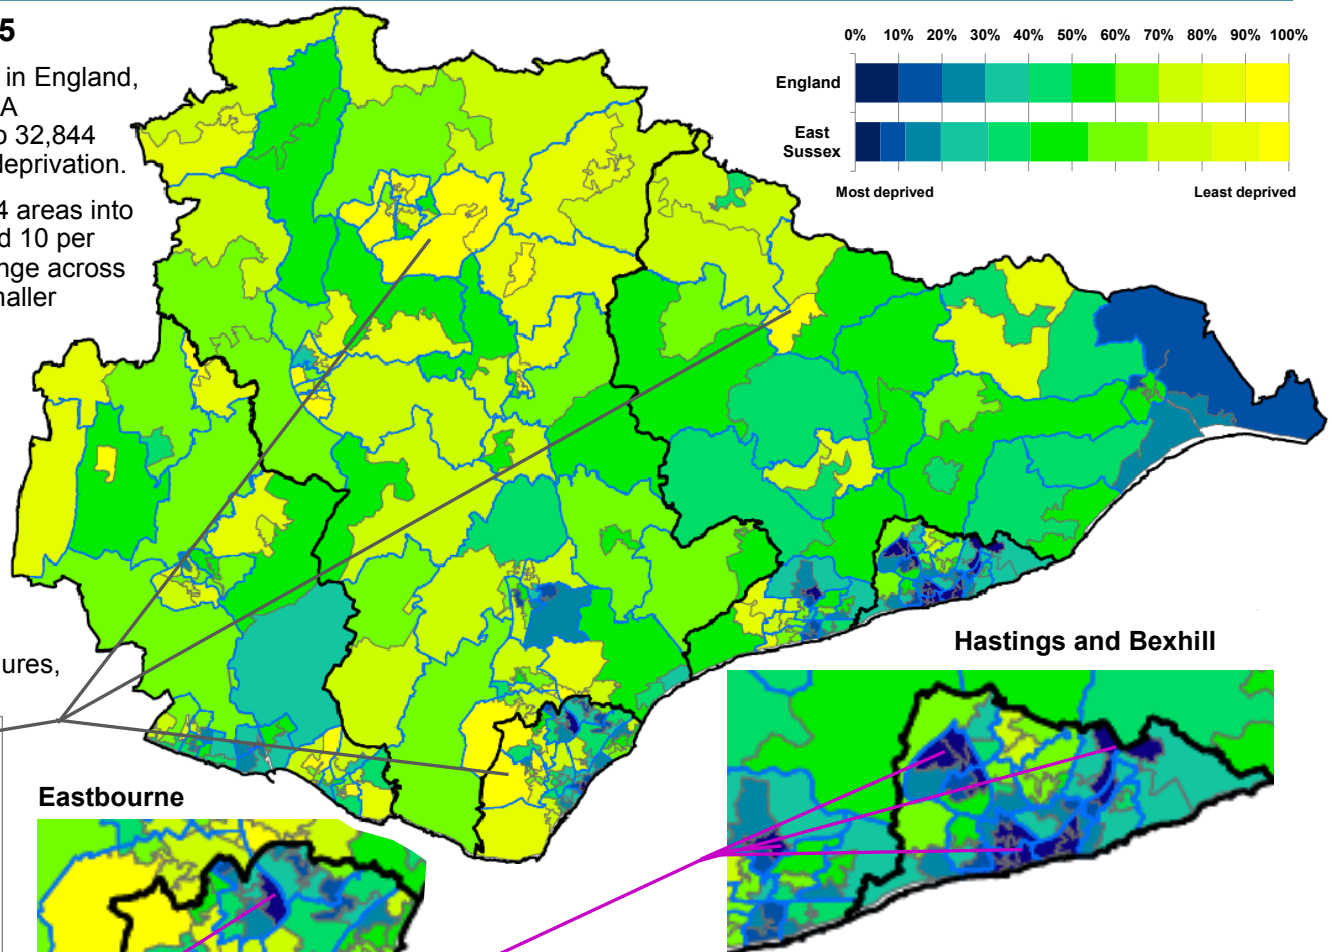 5
in England,
A
32,844
deprivation.
4 areas into
d 10 per
nge across
maller
ures,
0% 10% 20% 30% 40% 50% 60% 70% 80% 90% 100%
England
East
Sussex
Most deprived Least deprived
Hastings and Bexhill
Eastbourne